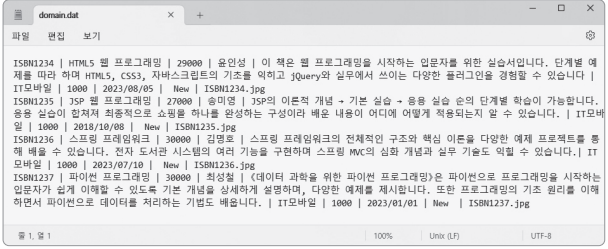 domain.dat × +
파일 편집 보기
ISBN1234 | HTML5 웹 프로그래밍 | 29000 | 윤인성 | 이 책은 웹 프로그래밍을 시작하는 입문자를 위한 실습서입니다. 단계별 예
제를 따라 하며 HTML5, CSS3, 자바스크립트의 기초를 익히고 jQuery와 실무에서 쓰이는 다양한 플러그인을 경험할 수 있습니다 |
IT모바일 | 1000 | 2023/08/05 | New | ISBN1234.jpg
ISBN1235 | JSP 웹 프로그래밍 | 27000 | 송미영 | JSP의 이론적 개념 → 기본 실습 → 응용 실습 순의 단계별 학습이 가능합니다.
응용 실습이 합쳐져 최종적으로 쇼핑몰 하나를 완성하는 구성이라 배운 내용이 어디에 어떻게 적용되는지 알 수 있습니다. | IT모바
일 | 1000 | 2018/10/08 | New | ISBN1235.jpg
ISBN1236 | 스프링 프레임워크 | 30000 | 김명호 | 스프링 프레임워크의 전체적인 구조와 핵심 이론을 다양한 예제 프로젝트를 통
해 배울 수 있습니다. 전자 도서관 시스템의 여러 기능을 구현하며 스프링 MVC의 심화 개념과 실무 기술도 익힐 수 있습니다.| IT
모바일 | 1000 | 2023/07/10 | New | ISBN1236.jpg
ISBN1237 | 파이썬 프로그래밍 | 30000 | 최성철 | 《데이터 과학을 위한 파이썬 프로그래밍》은 파이썬으로 프로그래밍을 시작하는
입문자가 쉽게 이해할 수 있도록 기본 개념을 상세하게 설명하며, 다양한 예제를 제시합니다. 또한 프로그래밍의 기초 원리를 이해
하면서 파이썬으로 데이터를 처리하는 기법도 배웁니다. | IT모바일 | 1000 | 2023/01/01 | New | ISBN1237.jpg
줄 1, 열 1 100% Unix (LF) UTF-8